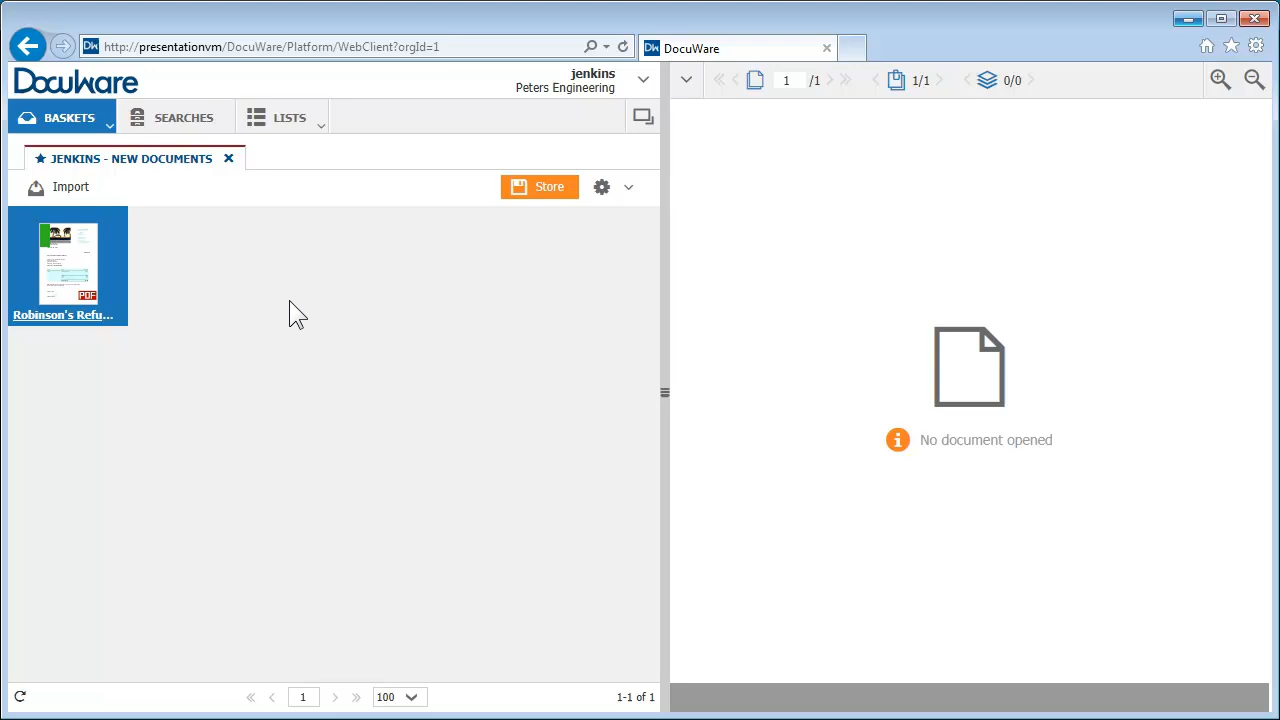 http://presentationvm/DocuWare/Platform/WebClient?orgId=1
DocuWare
DocuWare
jenkins
Peters Engineering
1 /1
1/1
0/0
BASKETS
SEARCHES
LISTS
JENKINS - NEW DOCUMENTS
Import
Store
PDF
Robinson's Refu...
No document opened
1
100
1-1 of 1